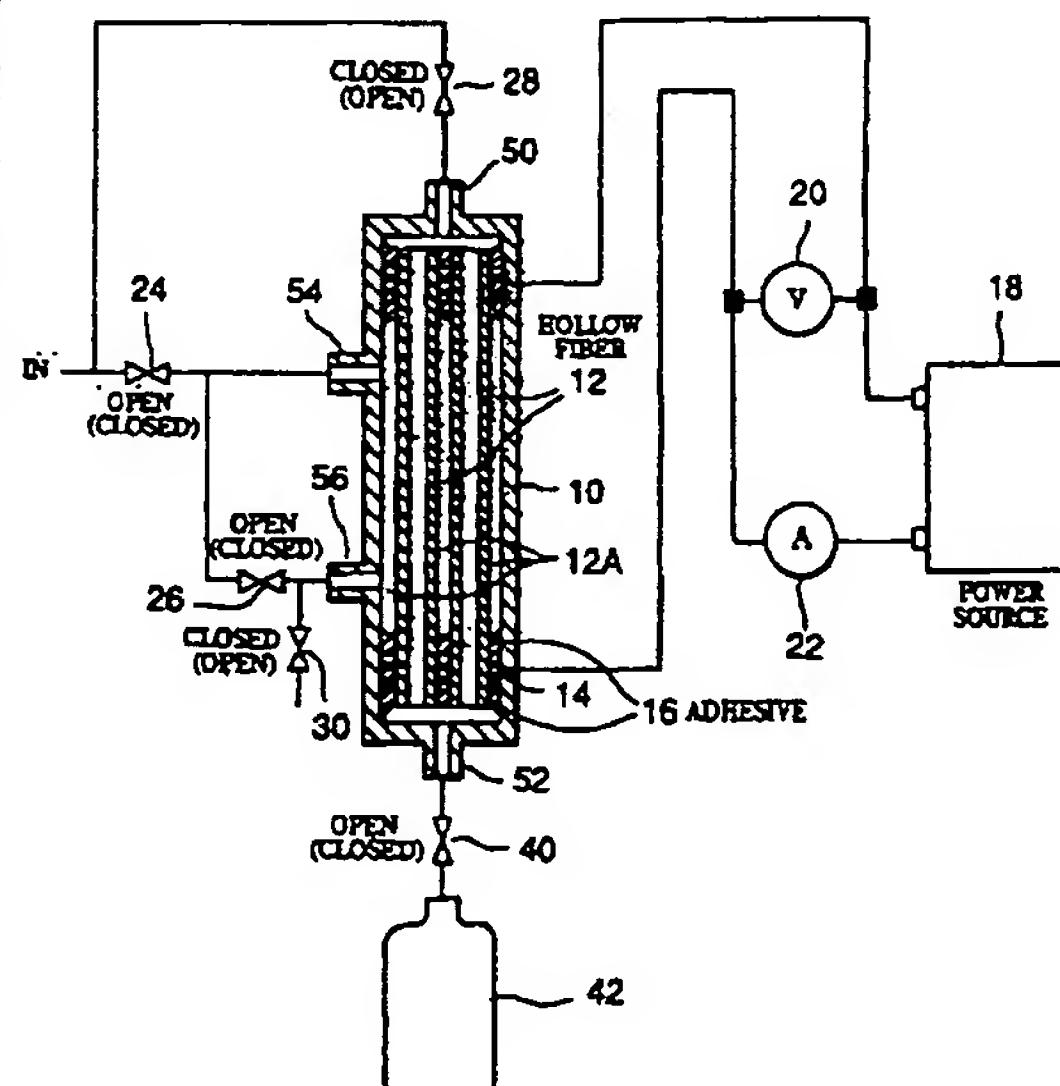 CLOSED
(OPEN)
28
50
20
V
18
24
54
HOLLOW
FIBER
IN
12
OPEN
(CLOSED)
56
10
OPEN
(CLOSED)
12A
A
26
POWER
SOURCE
22
CLOSED
(OPEN)
14
16 ADHESIVE
30
52
OPEN
(CLOSED)
40
42